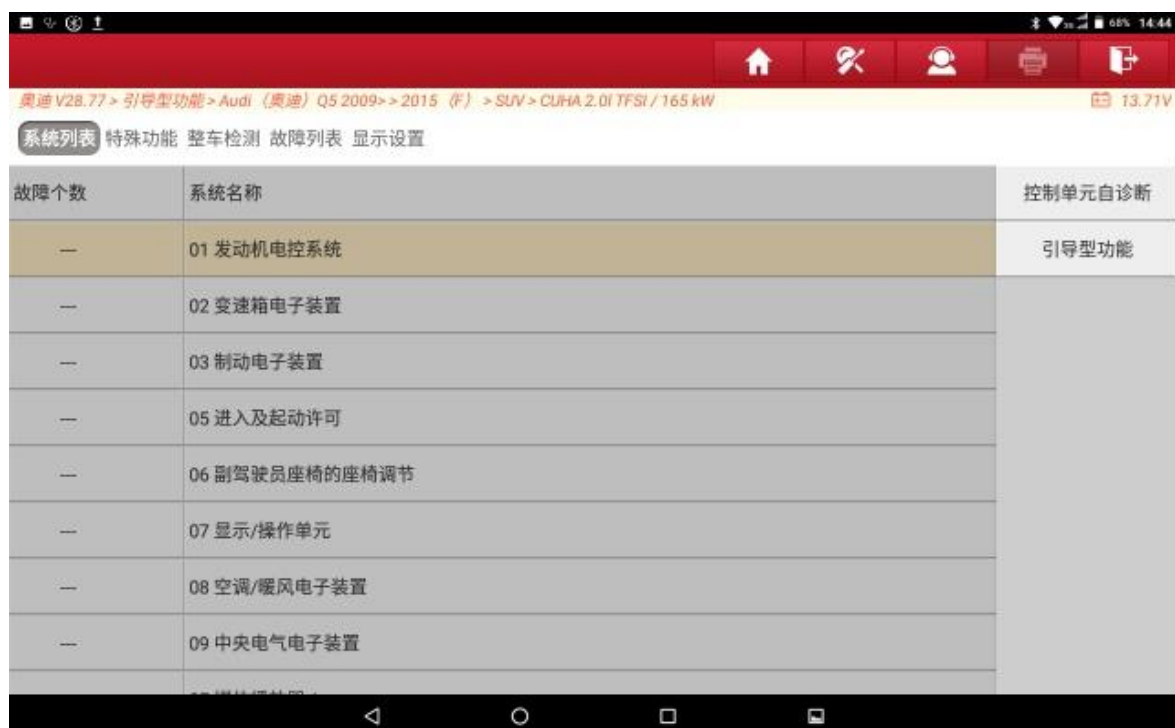 68% 14:44
奥迪 V28.77 > 引导型功能 > Audi（奥迪）Q5 2009> > 2015（F） > SUV > CUHA 2.0l TFSI / 165 kW 13.71V
系统列表 特殊功能 整车检测 故障列表 显示设置
故障个数 系统名称 控制单元自诊断
--- 01 发动机电控系统 引导型功能
--- 02 变速箱电子装置
--- 03 制动电子装置
--- 05 进入及起动许可
--- 06 副驾驶员座椅的座椅调节
--- 07 显示/操作单元
--- 08 空调/暖风电子装置
--- 09 中央电气电子装置